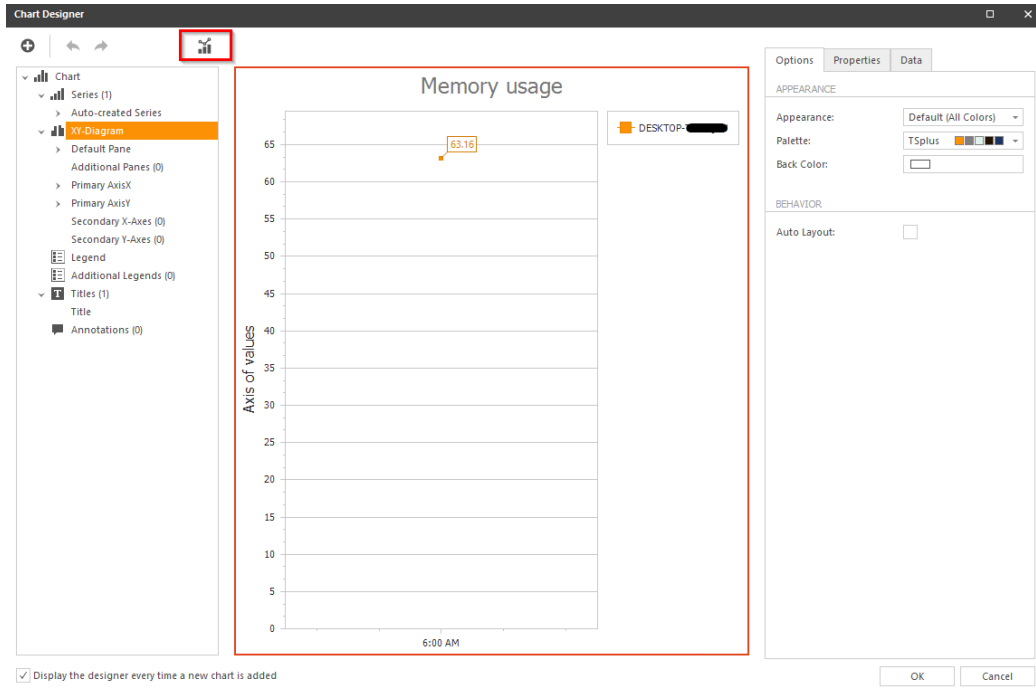 Chart Designer
Chart
Series (1)
Auto-created Series
XY-Diagram
Default Pane
Additional Panes (0)
Primary AxisX
Primary AxisY
Secondary X-Axes (0)
Secondary Y-Axes (0)
Legend
Additional Legends (0)
T Titles (1)
Title
Annotations (0)
Memory usage
63.16
DESKTOP-
Axis of values
65
60
55
50
45
40
35
30
25
20
15
10
5
0
6:00 AM
Options Properties Data
APPEARANCE
Appearance: Default (All Colors)
Palette: TSplus
Back Color:
BEHAVIOR
Auto Layout:
Display the designer every time a new chart is added
OK Cancel